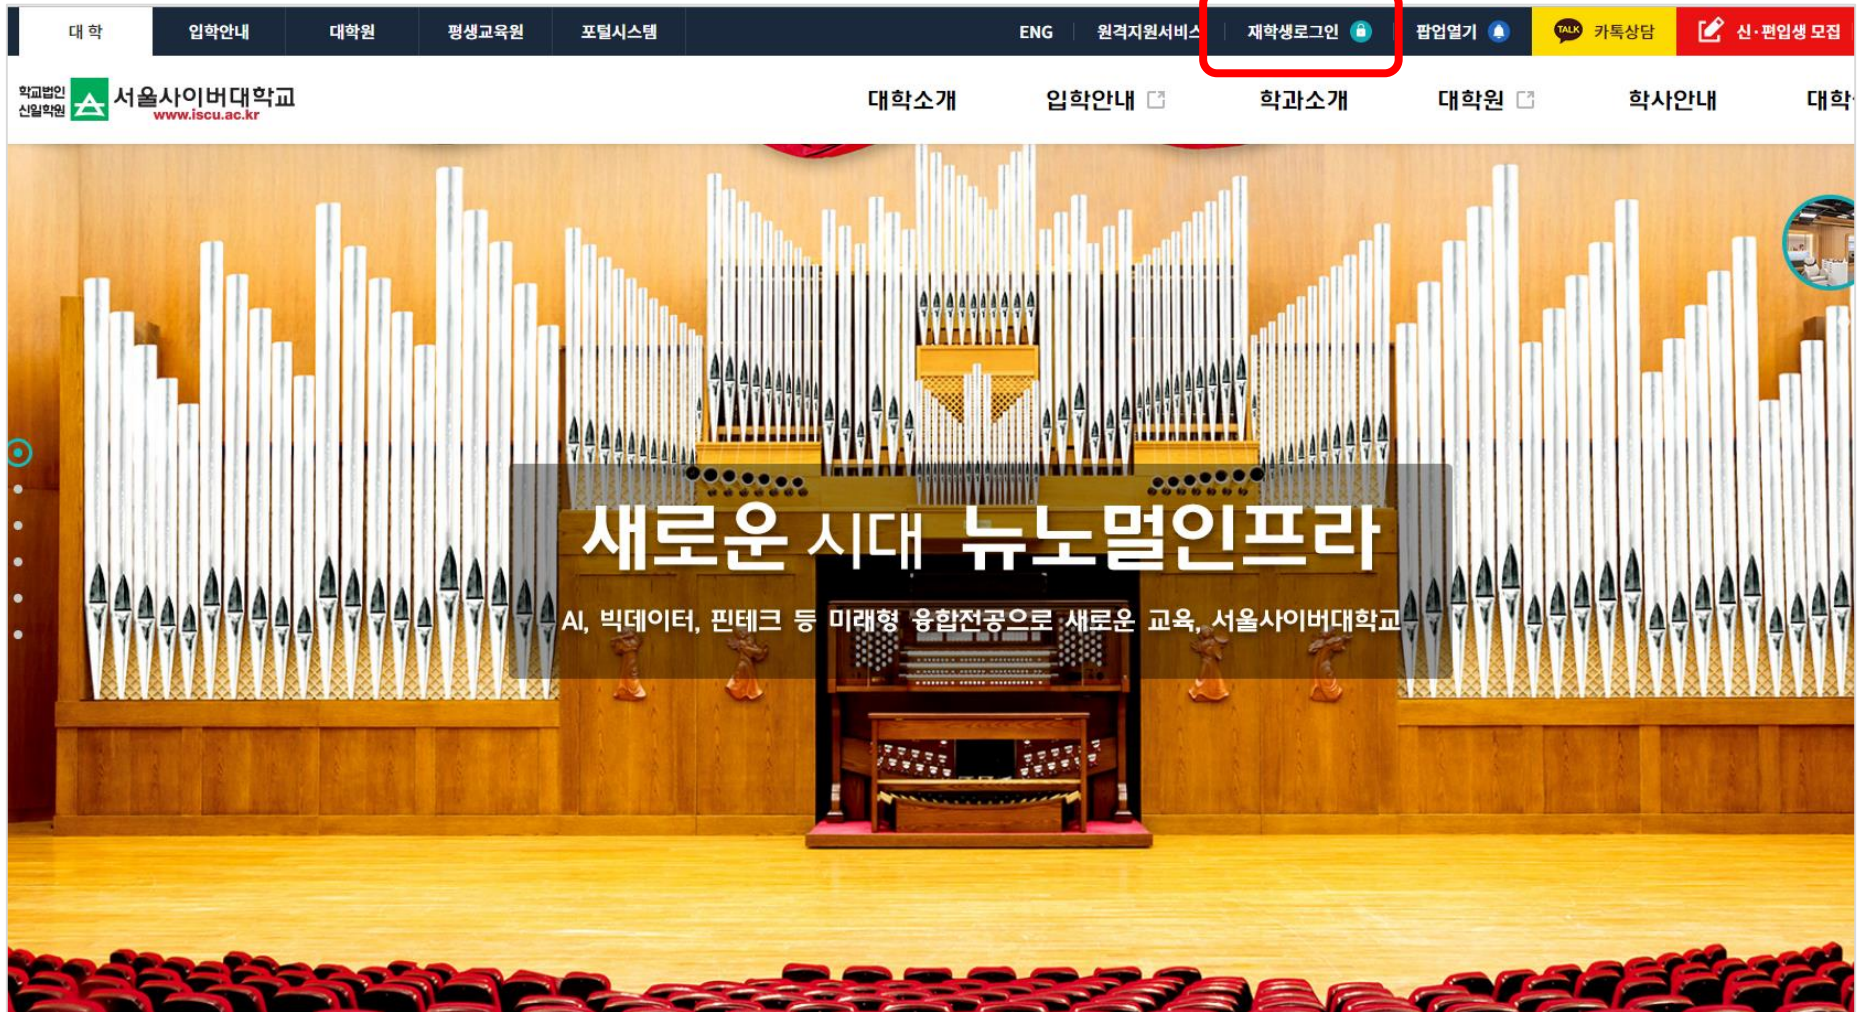 대 학 입학안내 대학원 평생교육원 포털시스템 ENG 원격지원서비스 재학생로그인 팝업열기 TALK 카톡상담 신·편입생 모집
학교법인 신일학원 서울사이버대학교 www.iscu.ac.kr
대학소개 입학안내 학과소개 대학원 학사안내 대학
새로운 시대 뉴노멀인프라
AI, 빅데이터, 핀테크 등 미래형 융합전공으로 새로운 교육, 서울사이버대학교